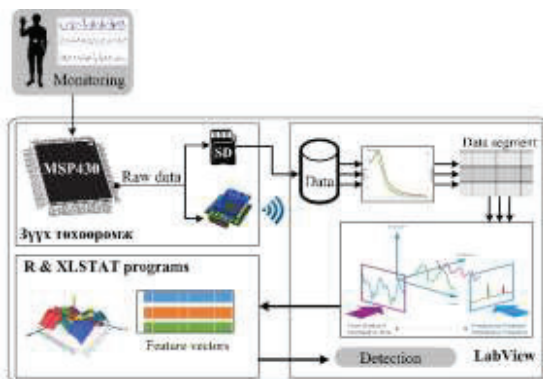 Monitoring
MSP430
Raw data
SD
Зүүх төхөөрөмж
Data
Data segment
LabView
R & XLSTAT programs
Feature vectors
Detection